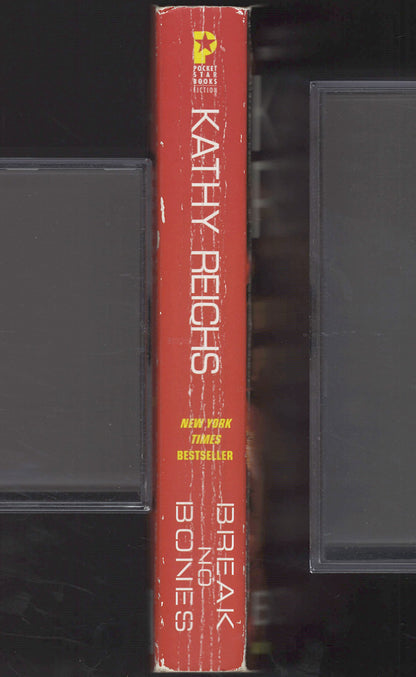 POCKET
STAR
BOOKS
FICTION
KATHY REICHS
NEW YORK
TIMES
BESTSELLER
BREAK
NO
BONES